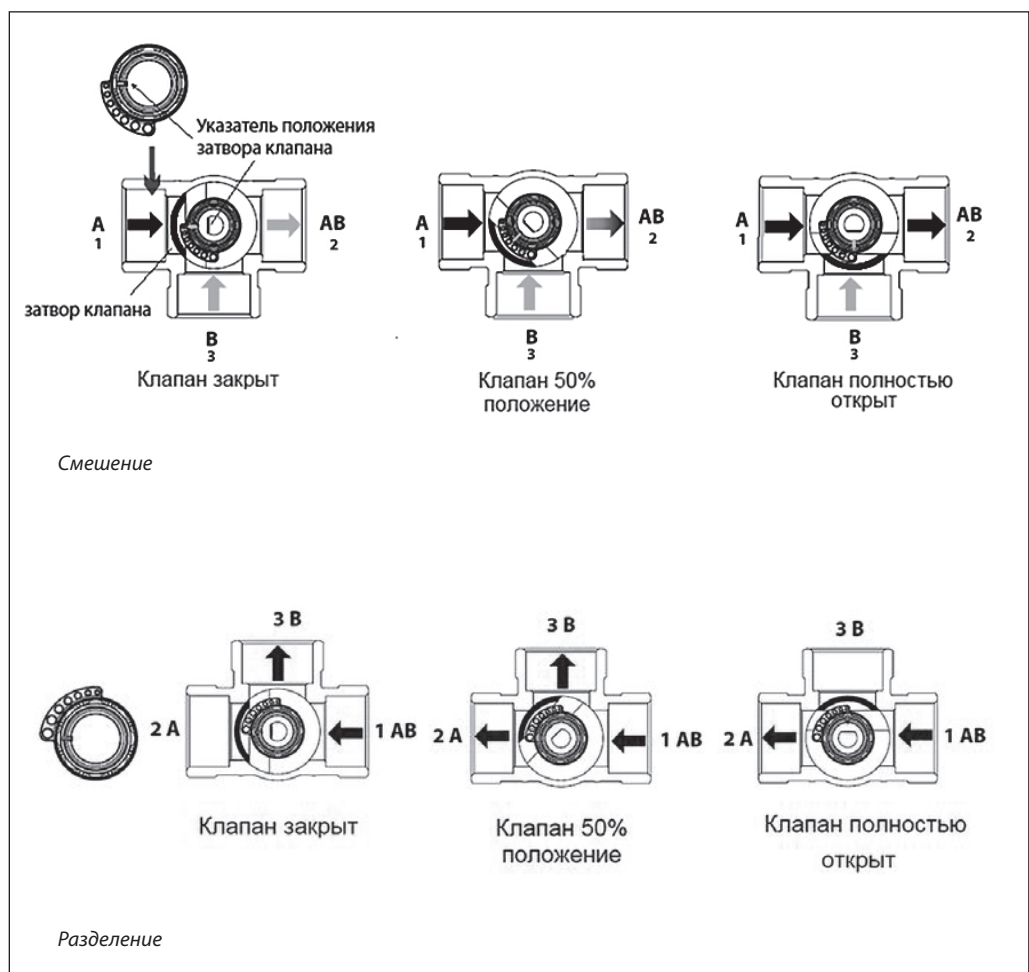 Указатель положения
затвора клапана
A
1
AB
2
затвор клапана
B
3
Клапан закрыт
A
1
AB
2
B
3
Клапан 50%
положение
A
1
AB
2
B
3
Клапан полностью
открыт
Смешение
3 B
2 A
1 AB
Клапан закрыт
3 B
2 A
1 AB
Клапан 50%
положение
3 B
2 A
1 AB
Клапан полностью
открыт
Разделение